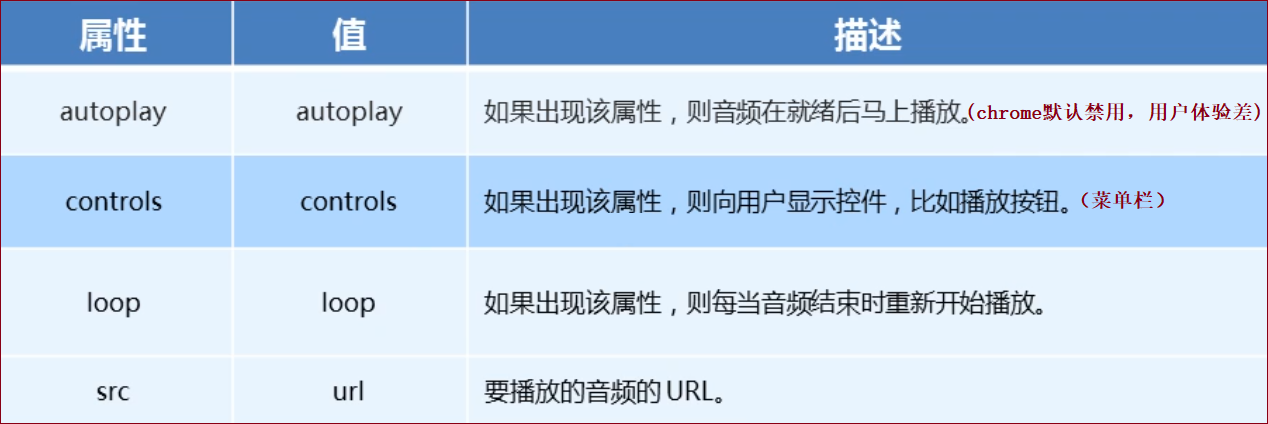 属性 值 描述
autoplay autoplay 如果出现该属性，则音频在就绪后马上播放。(chrome默认禁用，用户体验差)
controls controls 如果出现该属性，则向用户显示控件，比如播放按钮。（菜单栏）
loop loop 如果出现该属性，则每当音频结束时重新开始播放。
src url 要播放的音频的 URL。